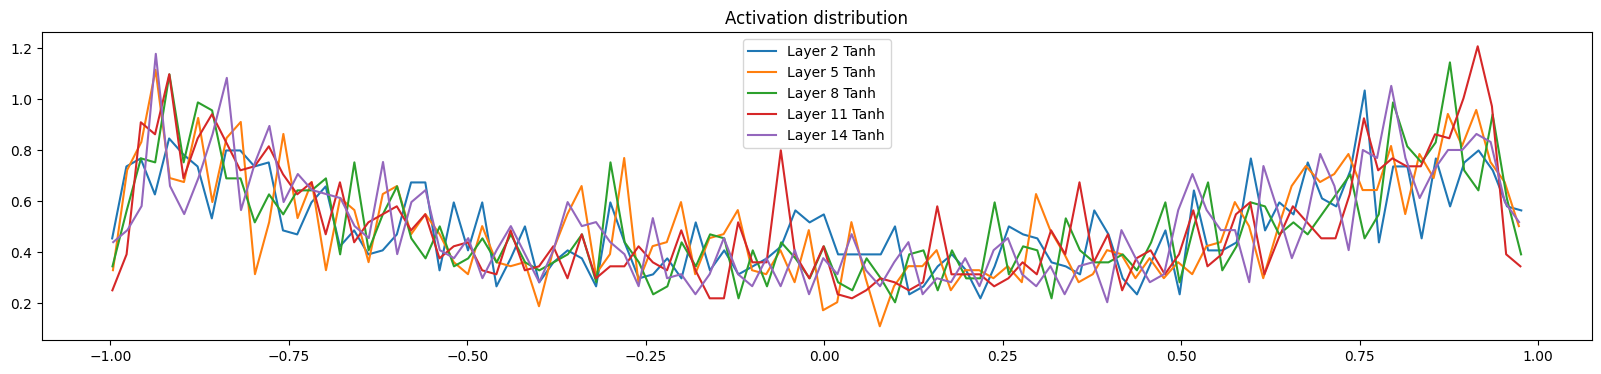 Activation distribution
1.2
1.0
0.8
0.6
0.4
0.2
Layer 2 Tanh
Layer 5 Tanh
Layer 8 Tanh
Layer 11 Tanh
Layer 14 Tanh
−1.00 −0.75 −0.50 −0.25 0.00 0.25 0.50 0.75 1.00